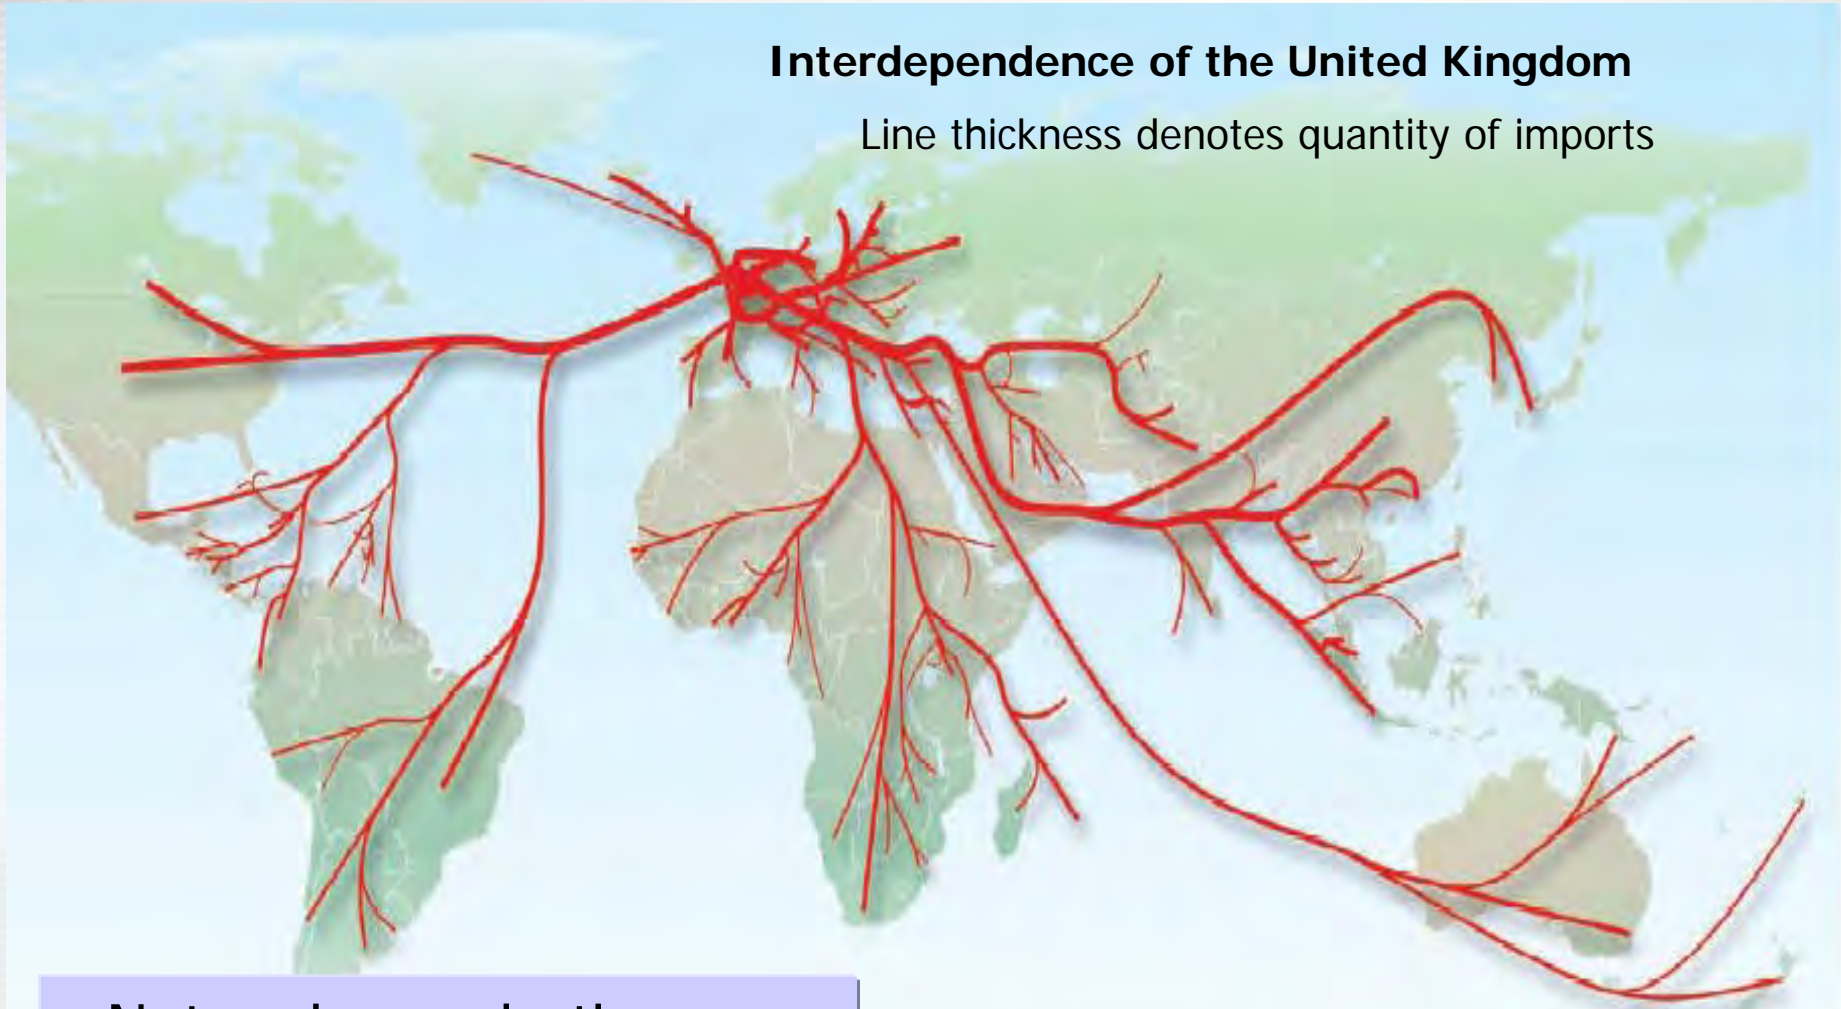 Interdependence of the United Kingdom
Line thickness denotes quantity of imports